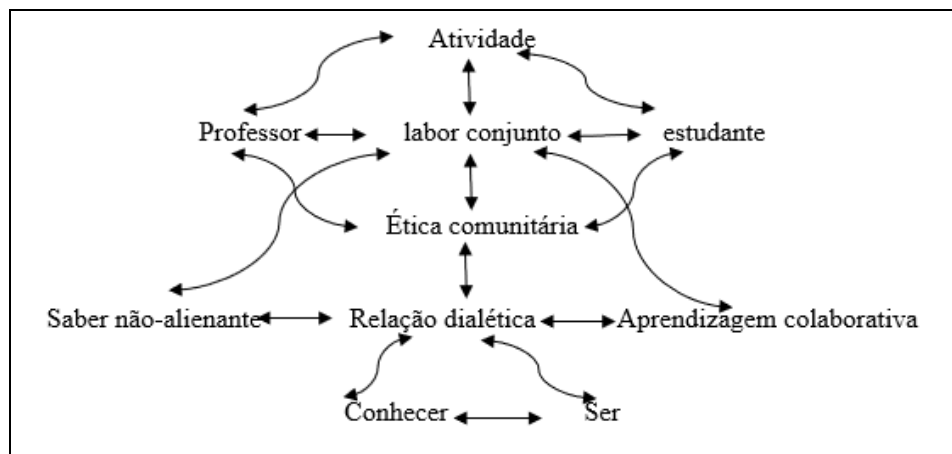 Atividade
Professor labor conjunto estudante
Ética comunitária
Saber não-alienante Relação dialética Aprendizagem colaborativa
Conhecer Ser